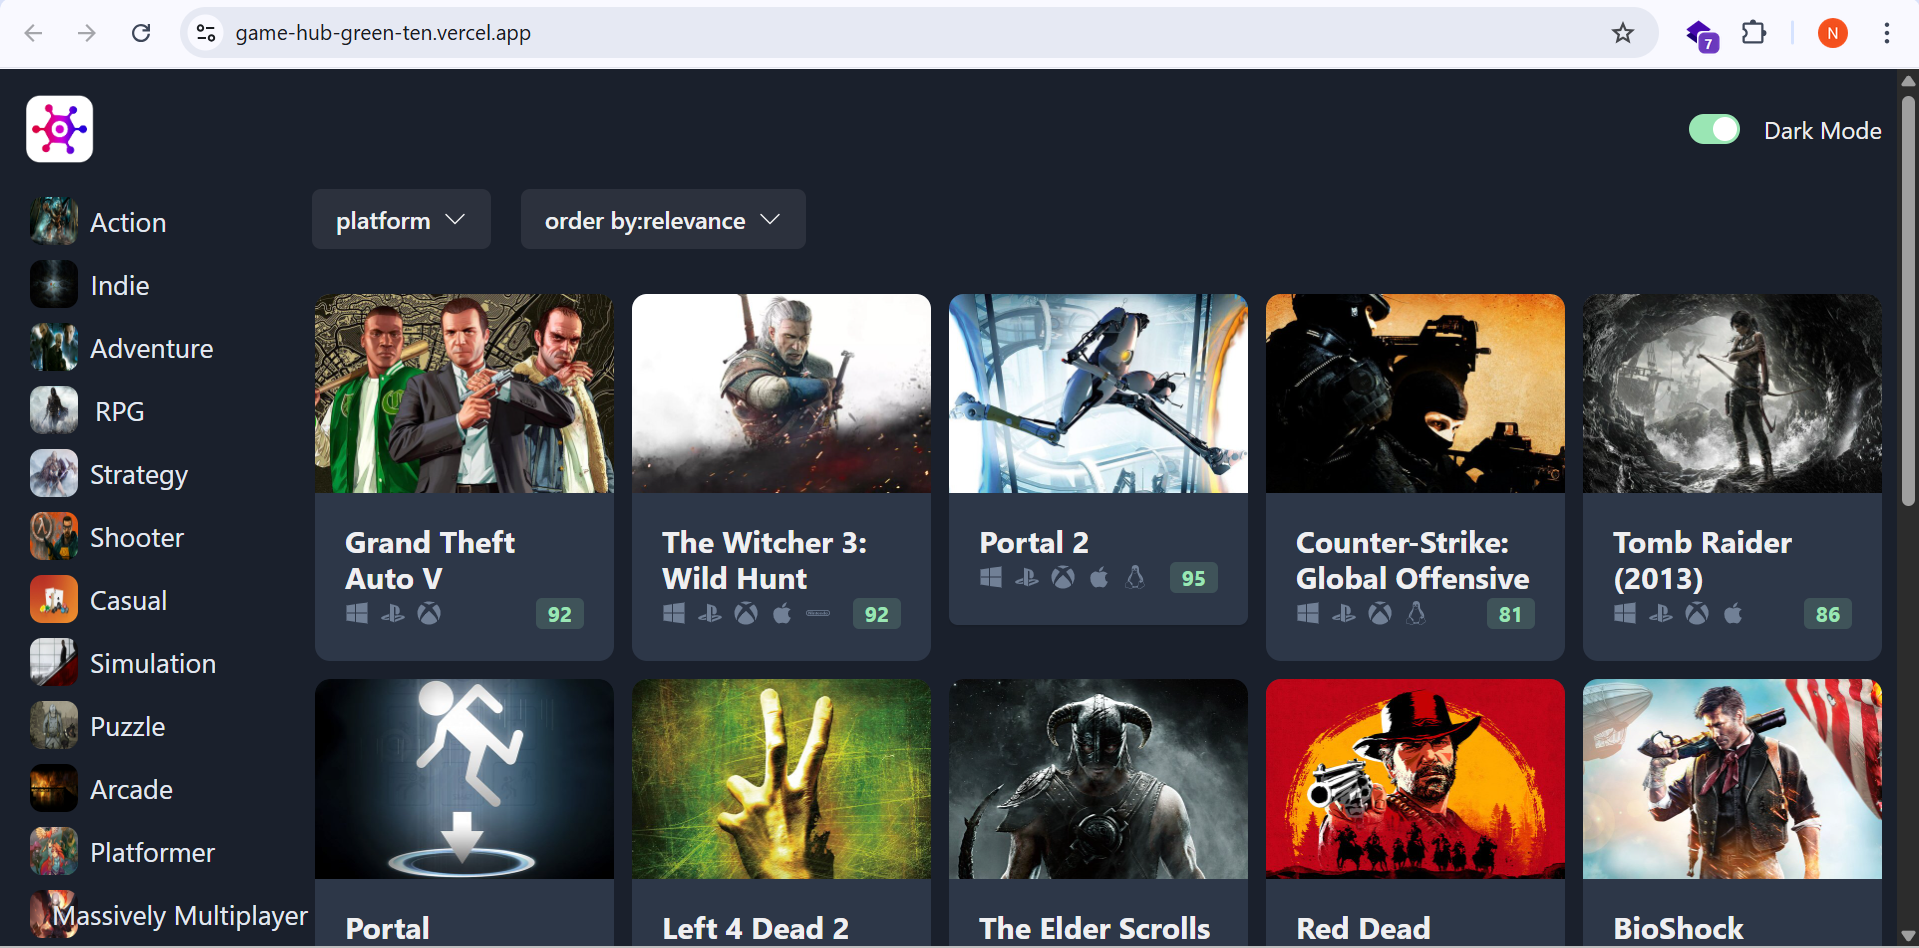 game-hub-green-ten.vercel.app
7
N
Dark Mode
Action
Indie
Adventure
RPG
Strategy
Shooter
Casual
Simulation
Puzzle
Arcade
Platformer
Massively Multiplayer
platform
order by:relevance
Grand Theft
Auto V
92
The Witcher 3:
Wild Hunt
92
Portal 2
95
Counter-Strike:
Global Offensive
81
Tomb Raider
(2013)
86
Portal
Left 4 Dead 2
The Elder Scrolls
Red Dead
BioShock